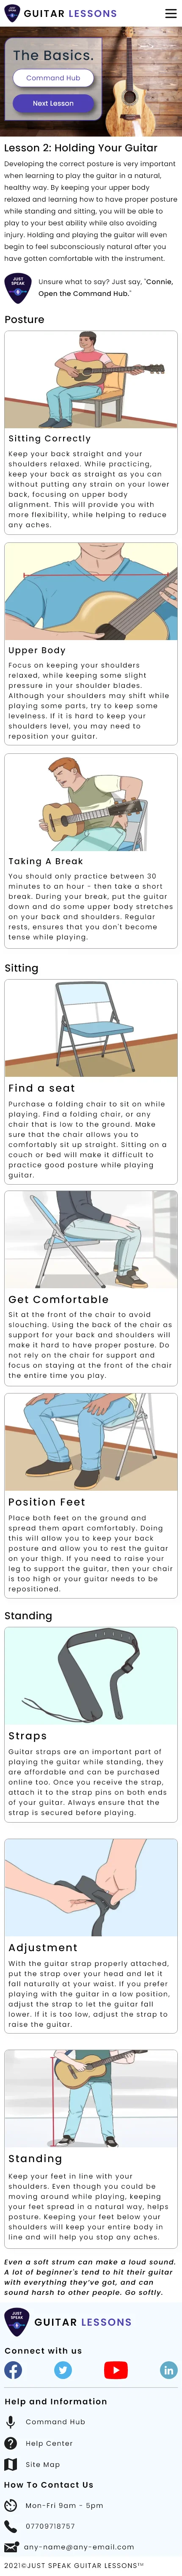 JUST SPEAK GUITAR LESSONS
The Basics.
Command Hub
Next Lesson
Lesson 2: Holding Your Guitar
Developing the correct posture is very important
when learning to play the guitar in a natural,
healthy way. By keeping your upper body
relaxed and learning how to have proper posture
while standing and sitting, you will be able to
play to your best ability while also avoiding
injury. Holding and playing the guitar will even
begin to feel subconsciously natural after you
have gotten comfortable with the instrument.
JUST SPEAK
Unsure what to say? Just say, "Connie,
Open the Command Hub."
Posture
Sitting Correctly
Keep your back straight and your
shoulders relaxed. While practicing,
keep your back as straight as you can
without putting any strain on your lower
back, focusing on upper body
alignment. This will provide you with
more flexibility, while helping to reduce
any aches.
Upper Body
Focus on keeping your shoulders
relaxed, while keeping some slight
pressure in your shoulder blades.
Although your shoulders may shift while
playing some parts, try to keep some
levelness. If it is hard to keep your
shoulders level, you may need to
reposition your guitar.
Taking A Break
You should only practice between 30
minutes to an hour - then take a short
break. During your break, put the guitar
down and do some upper body stretches
on your back and shoulders. Regular
rests, ensures that you don't become
tense while playing.
Sitting
Find a seat
Purchase a folding chair to sit on while
playing. Find a folding chair, or any
chair that is low to the ground. Make
sure that the chair allows you to
comfortably sit up straight. Sitting on a
couch or bed will make it difficult to
practice good posture while playing
guitar.
Get Comfortable
Sit at the front of the chair to avoid
slouching. Using the back of the chair as
support for your back and shoulders will
make it hard to have proper posture. Do
not rely on the chair for support and
focus on staying at the front of the chair
the entire time you play.
Position Feet
Place both feet on the ground and
spread them apart comfortably. Doing
this will allow you to keep your back
posture and allow you to rest the guitar
on your thigh. If you need to raise your
leg to support the guitar, then your chair
is too high or your guitar needs to be
repositioned.
Standing
Straps
Guitar straps are an important part of
playing the guitar while standing, they
are affordable and can be purchased
online too. Once you receive the strap,
attach it to the strap pins on both ends
of your guitar. Always ensure that the
strap is secured before playing.
Adjustment
With the guitar strap properly attached,
put the strap over your head and let it
fall naturally at your waist. If you prefer
playing with the guitar in a low position,
adjust the strap to let the guitar fall
lower. If it is too low, adjust the strap to
raise the guitar.
Standing
Keep your feet in line with your
shoulders. Even though you could be
moving around while playing, keeping
your feet spread in a natural way, helps
posture. Keeping your feet below your
shoulders will keep your entire body in
line and will help you stop any aches.
Even a soft strum can make a loud sound.
A lot of beginner's tend to hit their guitar
with everything they've got, and can
sound harsh to other people. Go softly.
JUST SPEAK GUITAR LESSONS
Connect with us
Help and Information
Command Hub
Help Center
Site Map
How To Contact Us
Mon-Fri 9am - 5pm
07709718757
any-name@any-email.com
2021©JUST SPEAK GUITAR LESSONS™